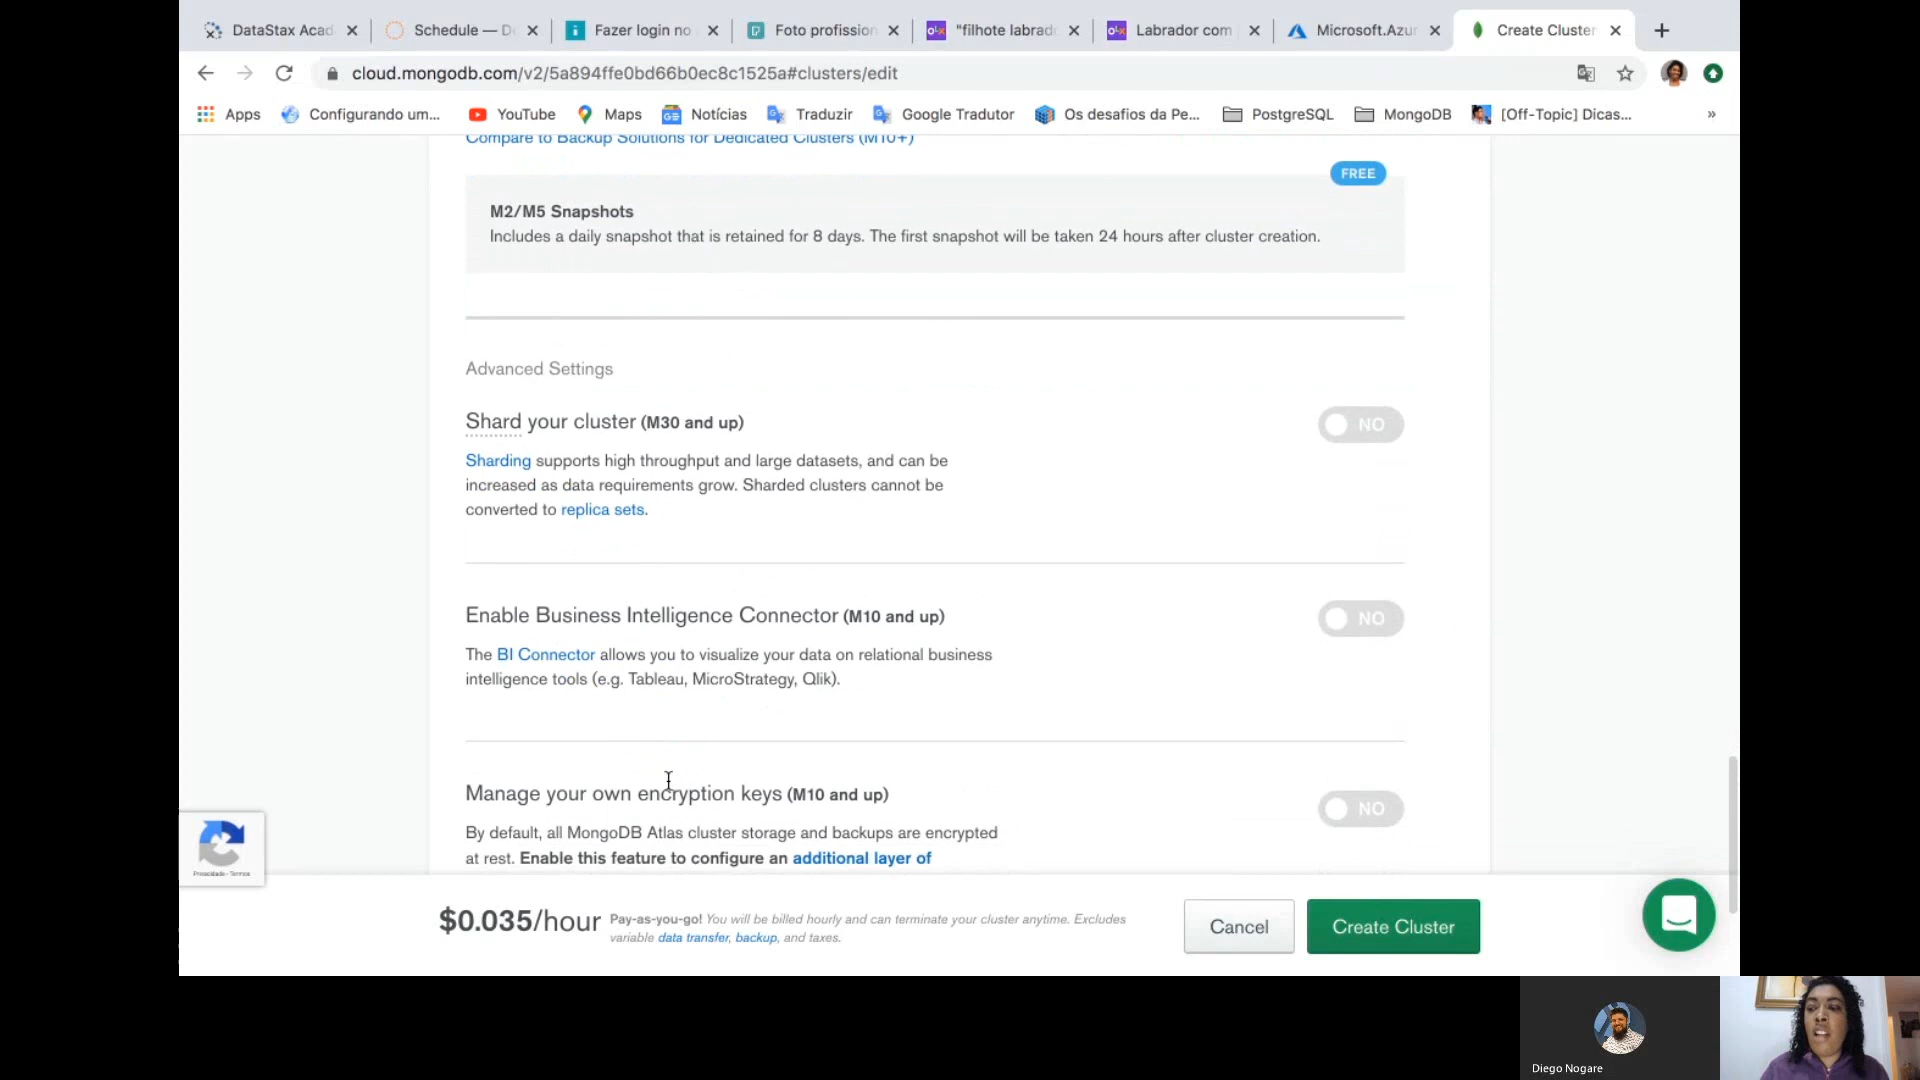 DataStax Acad
Schedule — D
Fazer login no
Foto profission
"filhote labrad
Labrador com
Microsoft.Azur
Create Cluster
cloud.mongodb.com/v2/5a894ffe0bd66b0ec8c1525a#clusters/edit
Apps
Configurando um...
YouTube
Maps
Notícias
Traduzir
Google Tradutor
Os desafios da Pe...
PostgreSQL
MongoDB
[Off-Topic] Dicas...
»
Compare to Backup Solutions for Dedicated Clusters (M10+)
FREE
M2/M5 Snapshots
Includes a daily snapshot that is retained for 8 days. The first snapshot will be taken 24 hours after cluster creation.
Advanced Settings
Shard your cluster (M30 and up)
NO
Sharding supports high throughput and large datasets, and can be
increased as data requirements grow. Sharded clusters cannot be
converted to replica sets.
Enable Business Intelligence Connector (M10 and up)
NO
The BI Connector allows you to visualize your data on relational business
intelligence tools (e.g. Tableau, MicroStrategy, Qlik).
Manage your own encryption keys (M10 and up)
NO
By default, all MongoDB Atlas cluster storage and backups are encrypted
at rest. Enable this feature to configure an additional layer of
Privacidade - Termos
$0.035/hour
Pay-as-you-go! You will be billed hourly and can terminate your cluster anytime. Excludes
variable data transfer, backup, and taxes.
Cancel
Create Cluster
Diego Nogare